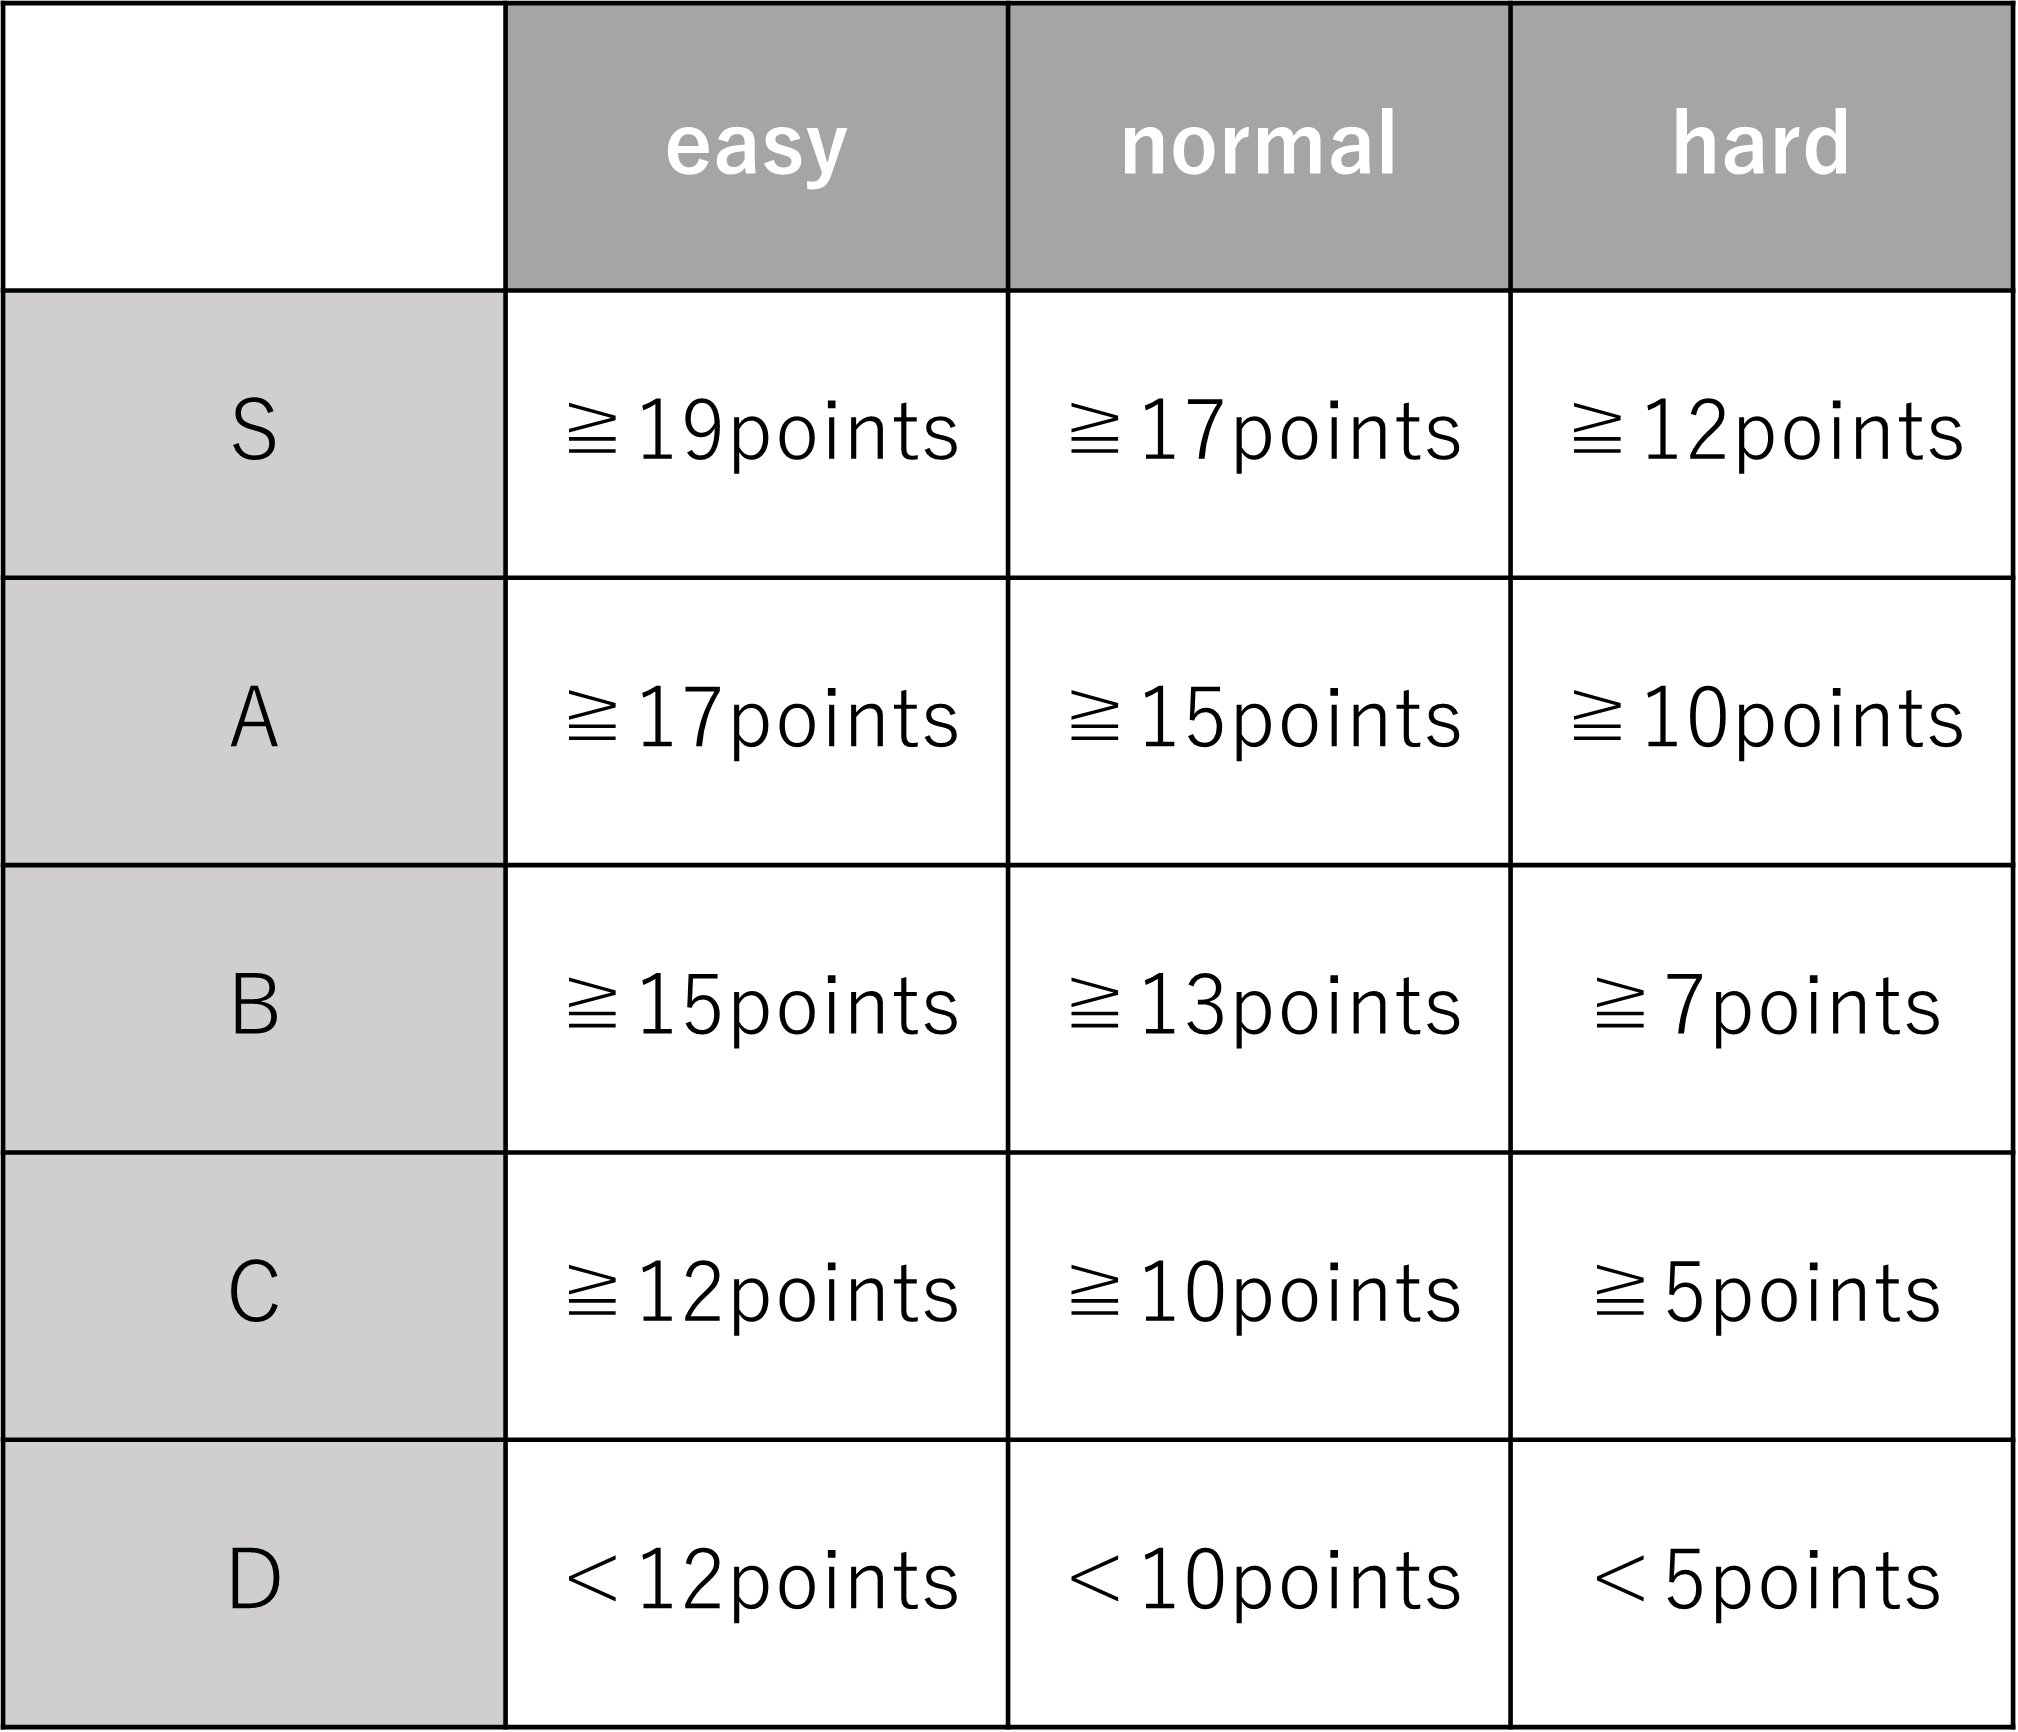 easy normal hard
S ≧19points ≧17points ≧12points
A ≧17points ≧15points ≧10points
B ≧15points ≧13points ≧7points
C ≧12points ≧10points ≧5points
D <12points <10points <5points